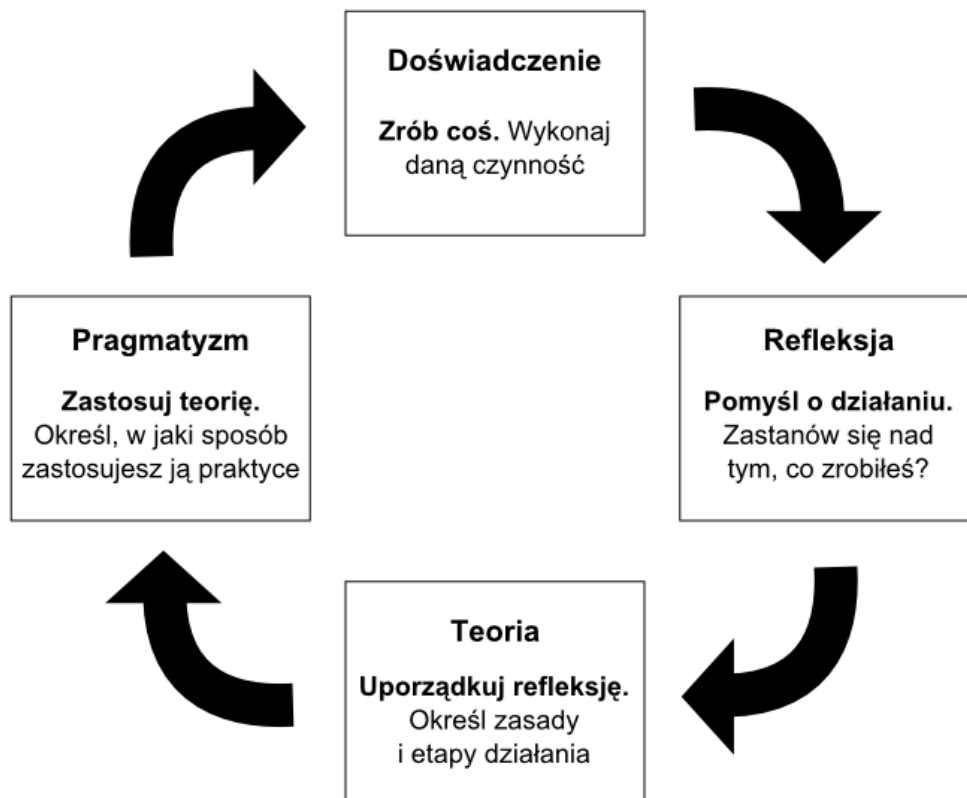 Doświadczenie
Zrób coś. Wykonaj
daną czynność
Pragmatyzm
Zastosuj teorię.
Określ, w jaki sposób
zastosujesz ją praktyce
Refleksja
Pomyśl o działaniu.
Zastanów się nad
tym, co zrobiłeś?
Teoria
Uporządkuj refleksję.
Określ zasady
i etapy działania